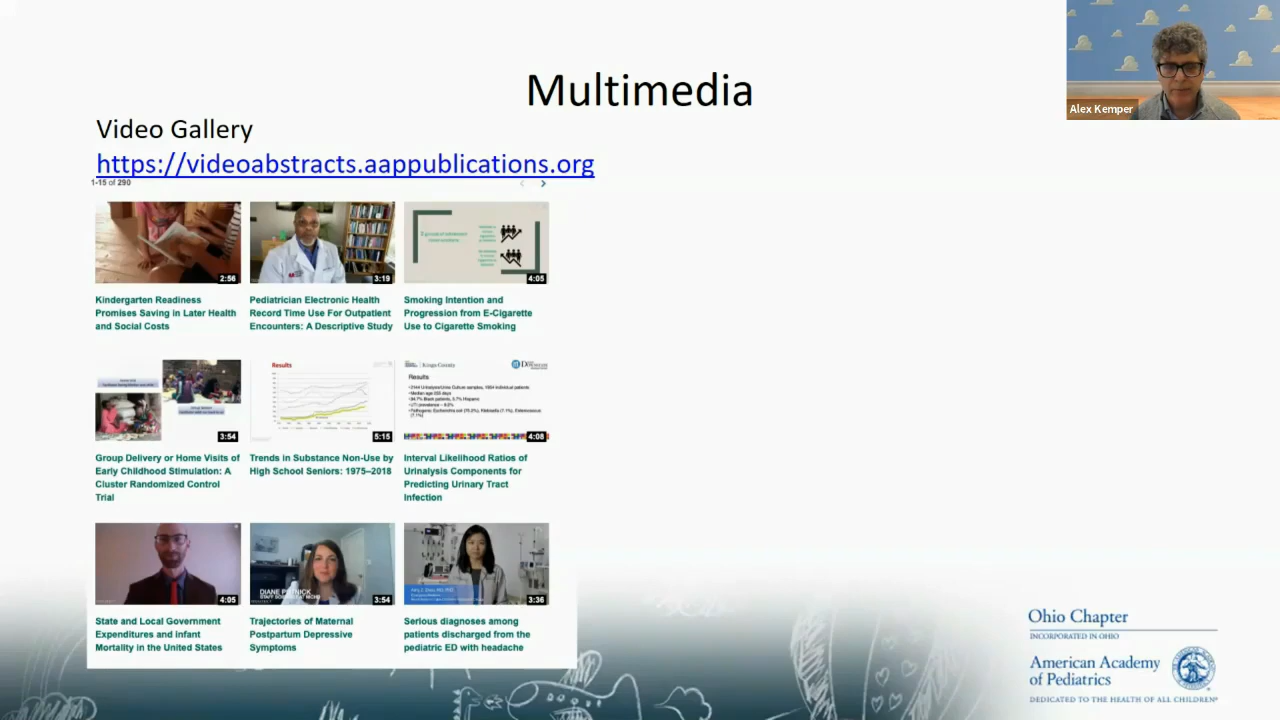 Multimedia
Alex Kemper
Video Gallery
https://videoabstracts.aappublications.org
1-15 of 290
2:56
3:19
4:05
Kindergarten Readiness
Promises Saving in Later Health
and Social Costs
Pediatrician Electronic Health
Record Time Use For Outpatient
Encounters: A Descriptive Study
Smoking Intention and
Progression from E-Cigarette
Use to Cigarette Smoking
3:54
Results
5:15
Kings County
Results
4:08
Group Delivery or Home Visits of
Early Childhood Stimulation: A
Cluster Randomized Control
Trial
Trends in Substance Non-Use by
High School Seniors: 1975–2018
Interval Likelihood Ratios of
Urinalysis Components for
Predicting Urinary Tract
Infection
4:05
3:54
3:36
State and Local Government
Expenditures and Infant
Mortality in the United States
Trajectories of Maternal
Postpartum Depressive
Symptoms
Serious diagnoses among
patients discharged from the
pediatric ED with headache
Ohio Chapter
INCORPORATED IN OHIO
American Academy
of Pediatrics
DEDICATED TO THE HEALTH OF ALL CHILDREN®